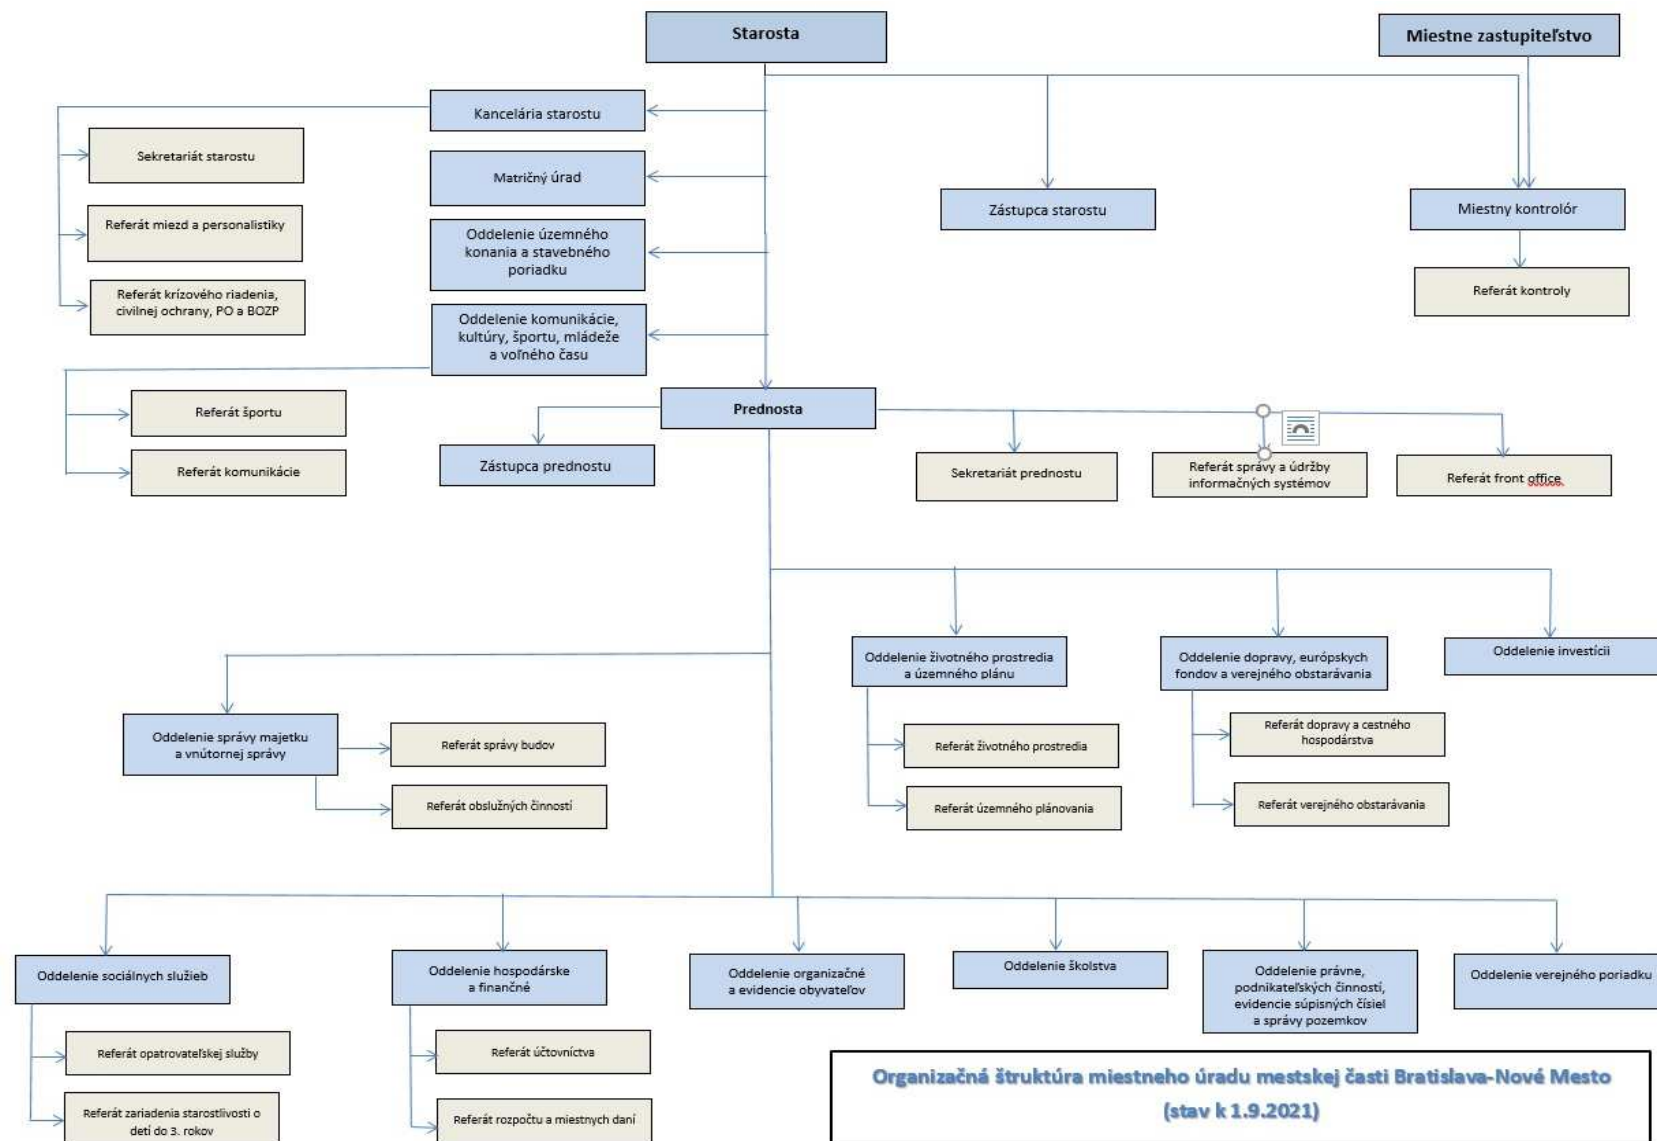 Starosta
Miestne zastupiteľstvo
Kancelária starostu
Sekretariát starostu
Matričný úrad
Zástupca starostu
Miestny kontrolór
Referát miezd a personalistiky
Oddelenie územného
konania a stavebného
poriadku
Referát krízového riadenia,
civilnej ochrany, PO a BOZP
Referát kontroly
Oddelenie komunikácie,
kultúry, športu, mládeže
a voľného času
Prednosta
Referát športu
Zástupca prednostu
Referát komunikácie
Sekretariát prednostu
Referát správy a údržby
informačných systémov
Referát front office
Oddelenie životného prostredia
a územného plánu
Oddelenie dopravy, európskych
fondov a verejného obstarávania
Oddelenie investícii
Oddelenie správy majetku
a vnútornej správy
Referát správy budov
Referát obslužných činností
Referát životného prostredia
Referát územného plánovania
Referát dopravy a cestného
hospodárstva
Referát verejného obstarávania
Oddelenie sociálnych služieb
Oddelenie hospodárske
a finančné
Oddelenie organizačné
a evidencie obyvateľov
Oddelenie školstva
Oddelenie právne,
podnikateľských činností,
evidencie súpisných čísiel
a správy pozemkov
Oddelenie verejného poriadku
Referát opatrovateľskej služby
Referát zariadenia starostlivosti o
detí do 3. rokov
Referát účtovníctva
Referát rozpočtu a miestnych daní
Organizačná štruktúra miestneho úradu mestskej časti Bratislava-Nové Mesto
(stav k 1.9.2021)